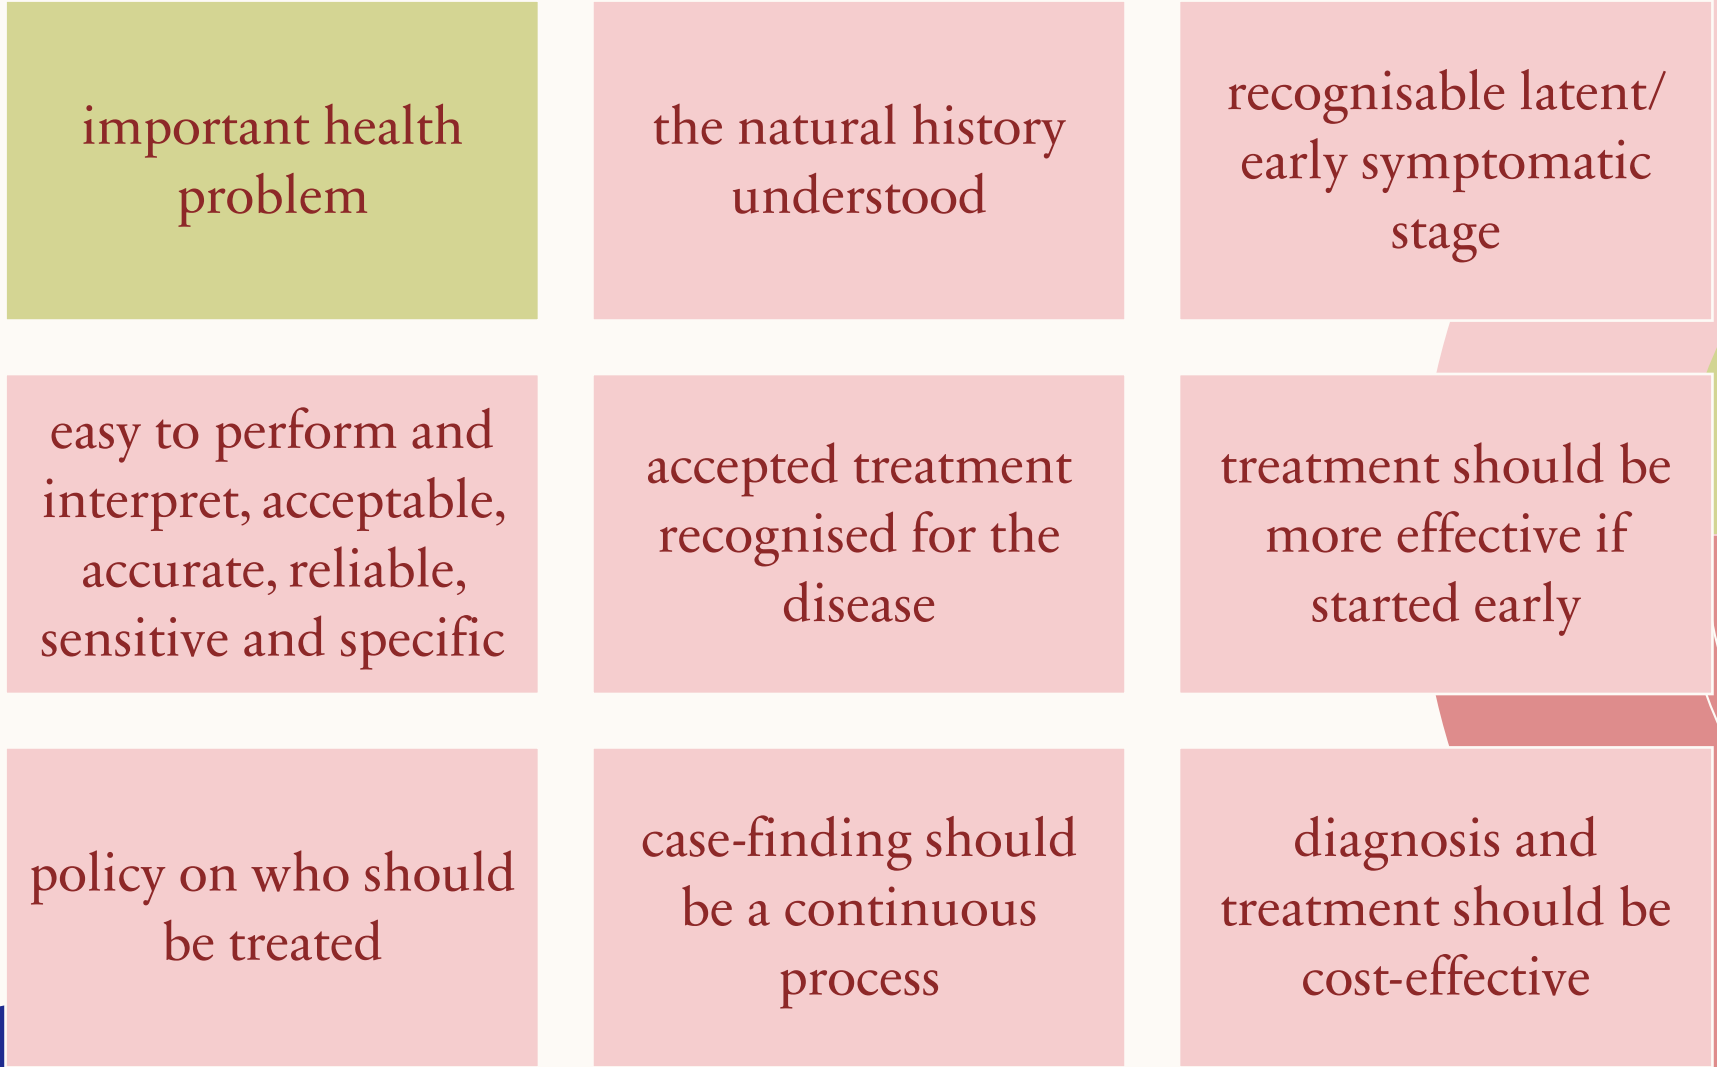 important health
problem
the natural history
understood
recognisable latent/
early symptomatic
stage
easy to perform and
interpret, acceptable,
accurate, reliable,
sensitive and specific
accepted treatment
recognised for the
disease
treatment should be
more effective if
started early
policy on who should
be treated
case-finding should
be a continuous
process
diagnosis and
treatment should be
cost-effective